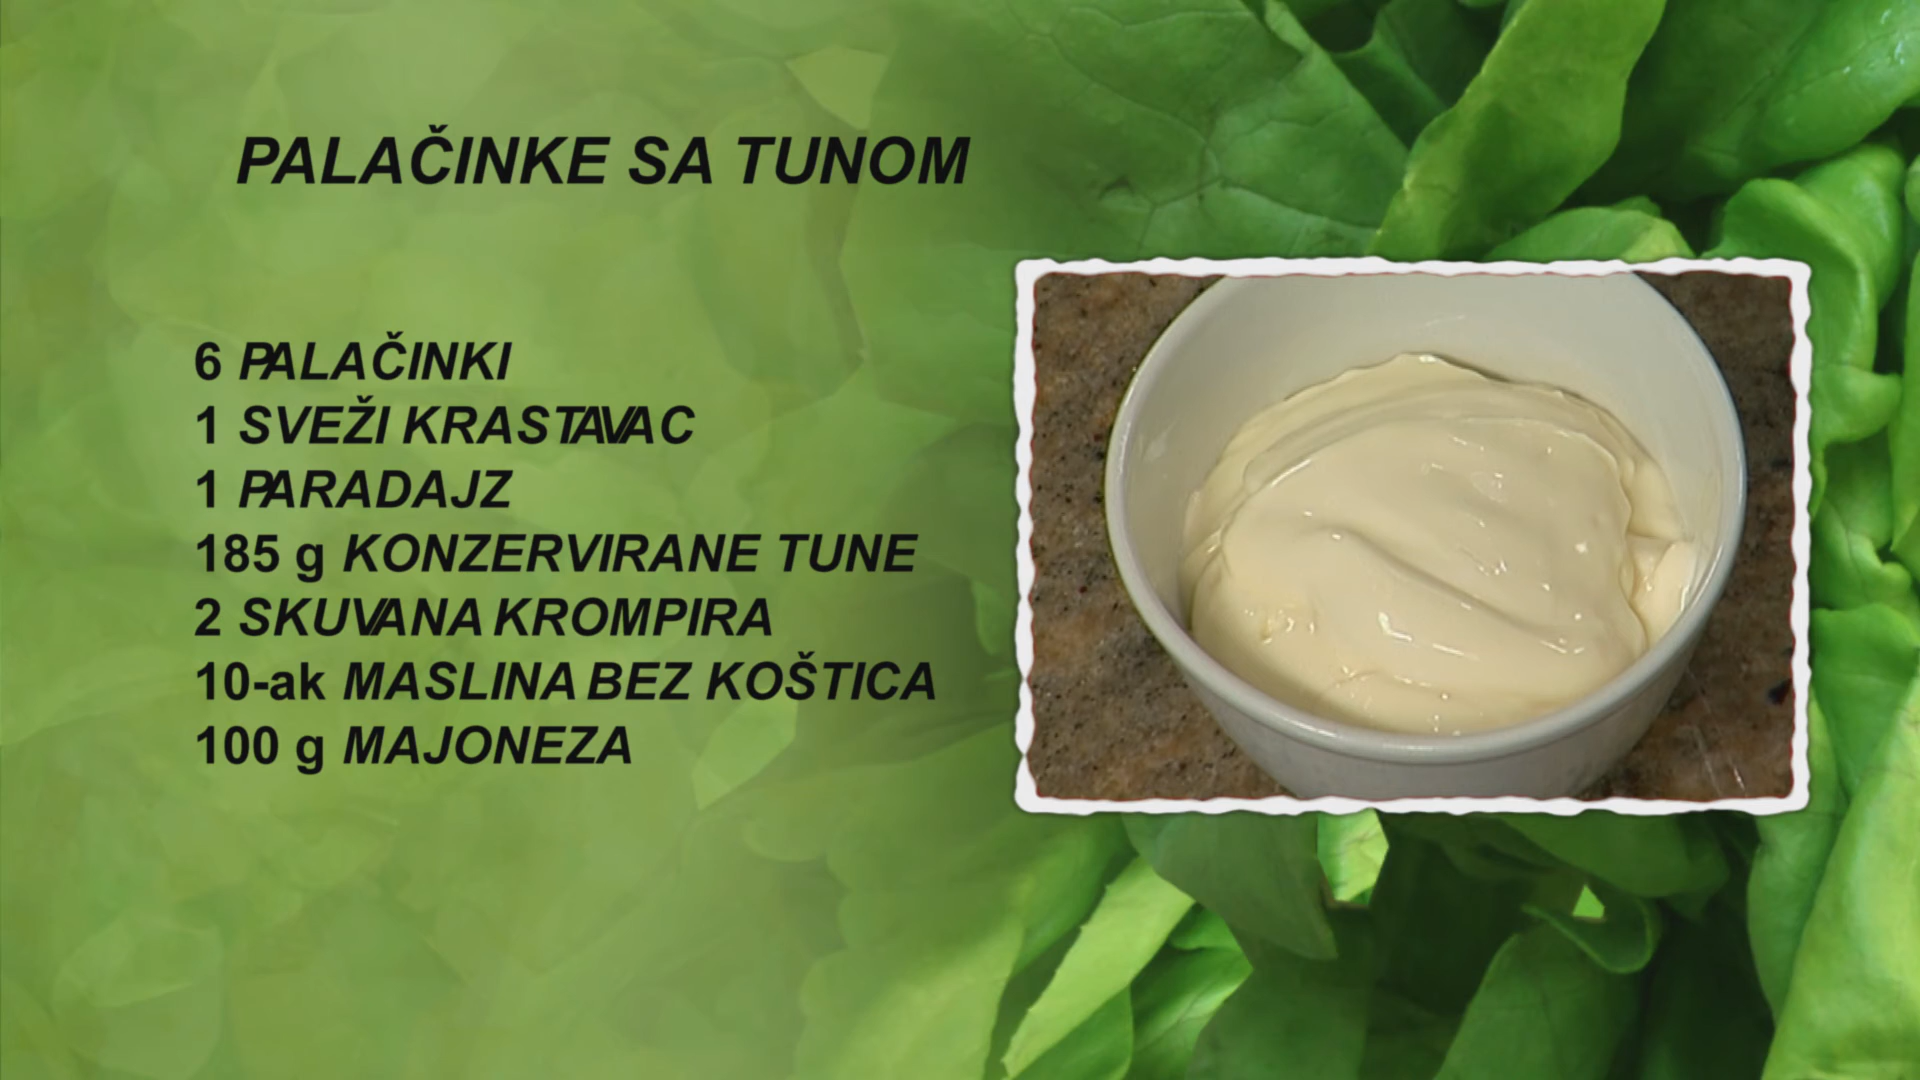 PALAČINKE SA TUNOM
6 PALAČINKI
1 SVEŽI KRASTAVAC
1 PARADAJZ
185 g KONZERVIRANE TUNE
2 SKUVANA KROMPIRA
10-ak MASLINA BEZ KOŠTICA
100 g MAJONEZA